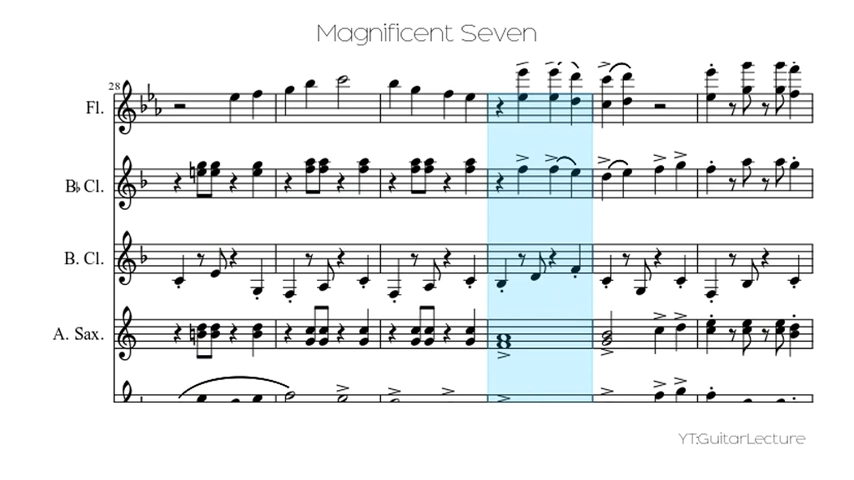 Magnificent Seven
28
Fl.
B♭ Cl.
B. Cl.
A. Sax.
YT:GuitarLecture